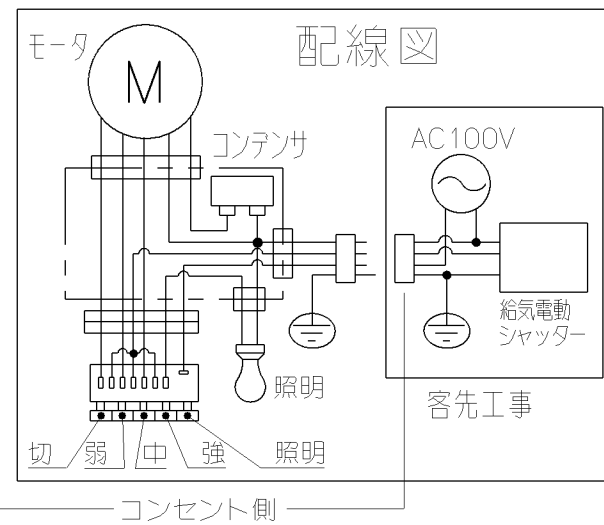 配線図
モータ
M
コンデンサ
AC100V
給気電動
シャッター
照明
客先工事
切 弱 中 強 照明
コンセント側